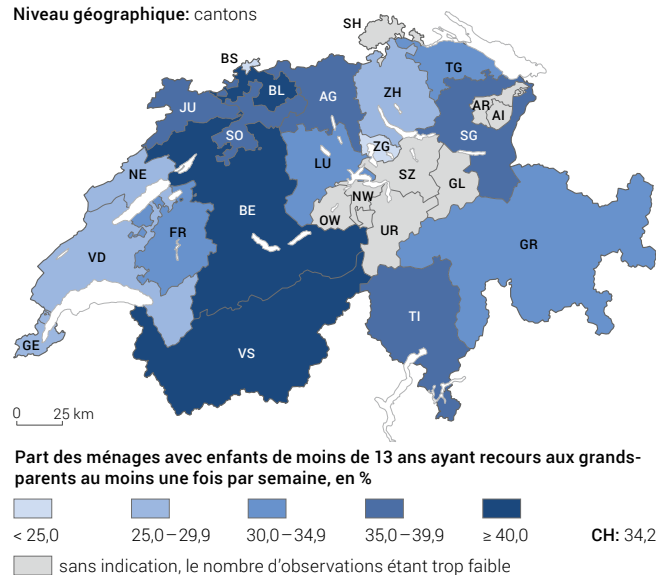 Niveau géographique: cantons
SH
BS
TG
BL
AG
ZH
JU
AR
AI
SO
SG
ZG
LU
SZ
NE
GL
NW
BE
OW
FR
UR
GR
VD
TI
GE
VS
0 25 km
Part des ménages avec enfants de moins de 13 ans ayant recours aux grands-
parents au moins une fois par semaine, en %
< 25,0 25,0–29,9 30,0–34,9 35,0–39,9 ≥ 40,0 CH: 34,2
sans indication, le nombre d'observations étant trop faible